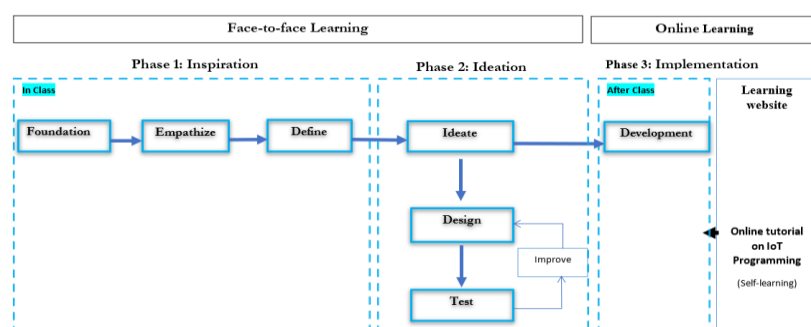 Face-to-face Learning
Online Learning
Phase 1: Inspiration
Phase 2: Ideation
Phase 3: Implementation
In Class
After Class
Learning
website
Foundation
Empathize
Define
Ideate
Development
Design
Improve
Test
Online tutorial
on IoT
Programming
(Self-learning)